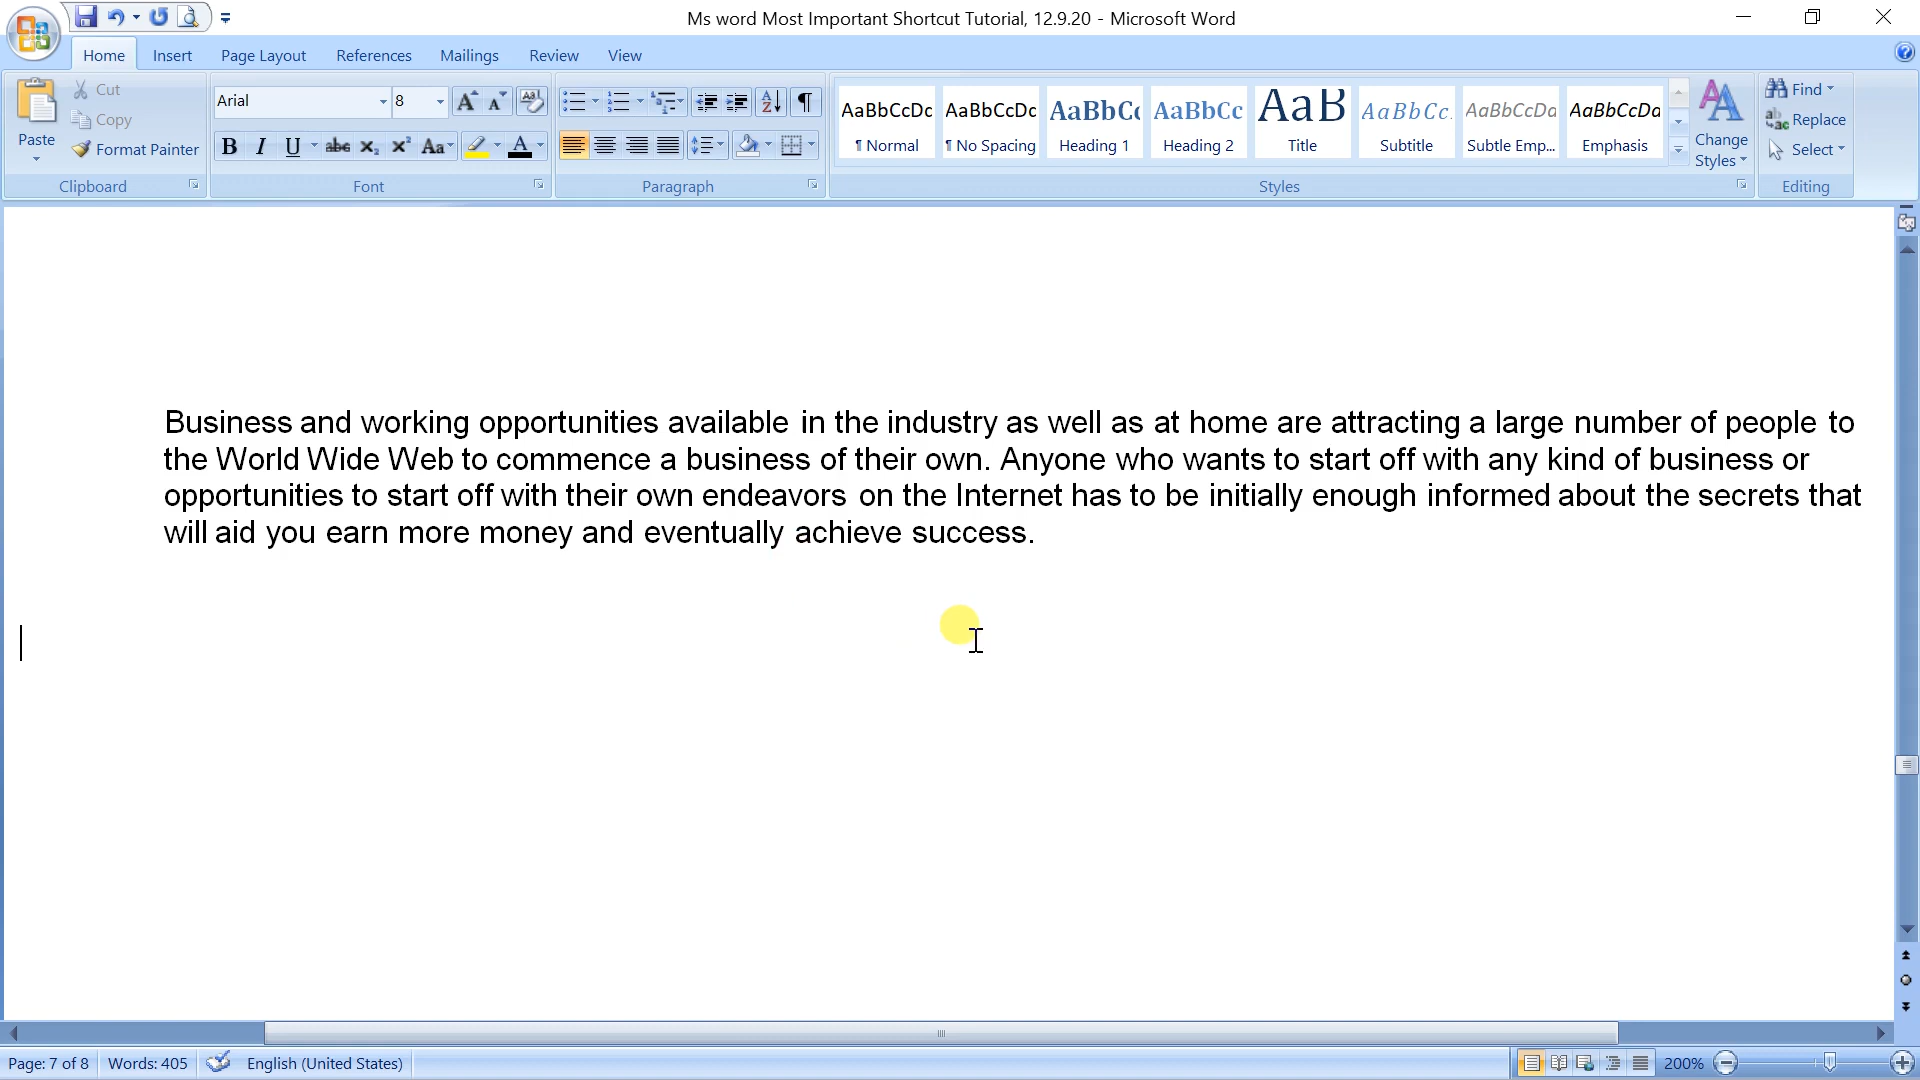 Ms word Most Important Shortcut Tutorial, 12.9.20 - Microsoft Word
Home Insert Page Layout References Mailings Review View
Paste
Cut
Copy
Format Painter
Clipboard
Arial 8
B I U abc x₂ x² Aa A
Font
Paragraph
AaBbCcDc AaBbCcDc AaBbCc AaBbCc AaB AaBbCc. AaBbCcDa AaBbCcDa
¶ Normal ¶ No Spacing Heading 1 Heading 2 Title Subtitle Subtle Emp... Emphasis
Styles
Change
Styles
Find
Replace
Select
Editing
Business and working opportunities available in the industry as well as at home are attracting a large number of people to
the World Wide Web to commence a business of their own. Anyone who wants to start off with any kind of business or
opportunities to start off with their own endeavors on the Internet has to be initially enough informed about the secrets that
will aid you earn more money and eventually achieve success.
Page: 7 of 8 Words: 405 English (United States) 200%